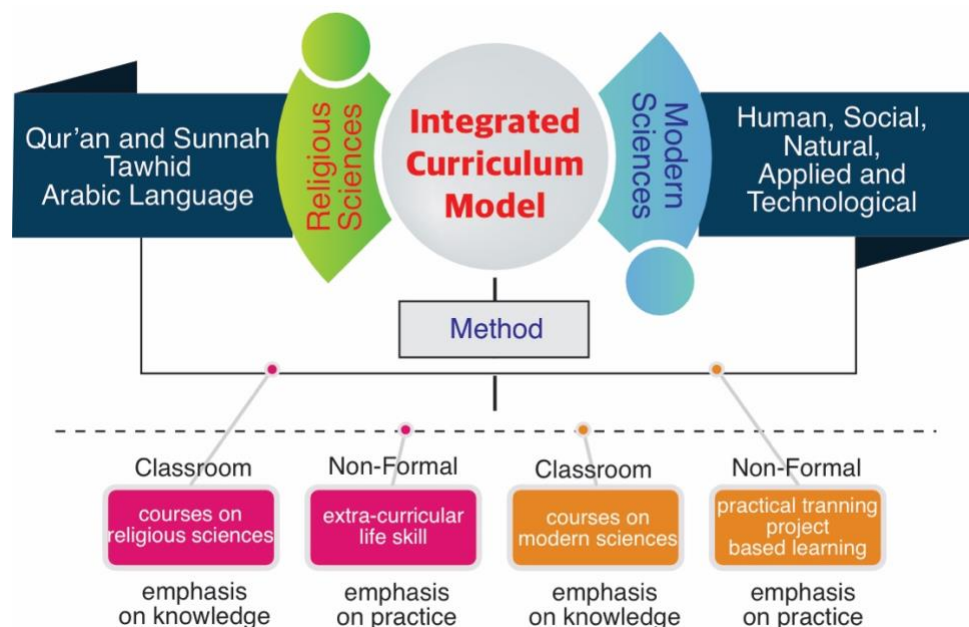 Qur'an and Sunnah
Tawhid
Arabic Language
Religious
Sciences
Integrated
Curriculum
Model
Modern
Sciences
Human, Social,
Natural,
Applied and
Technological
Method
Classroom
courses on
religious sciences
emphasis
on knowledge
Non-Formal
extra-curricular
life skill
emphasis
on practice
Classroom
courses on
modern sciences
emphasis
on knowledge
Non-Formal
practical tranning
project
based learning
emphasis
on practice